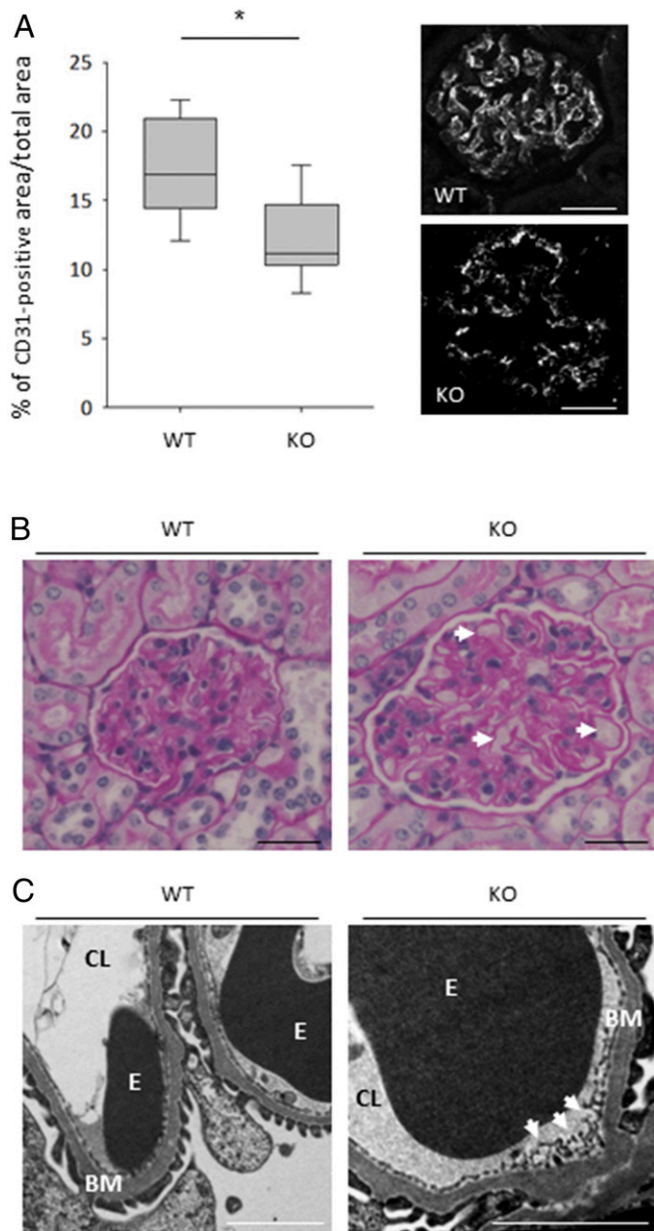 A
*
% of CD31-positive area/total area
25
20
15
10
5
0
WT
KO
WT
KO
B
WT
KO
C
WT
KO
CL
E
E
BM
E
BM
CL